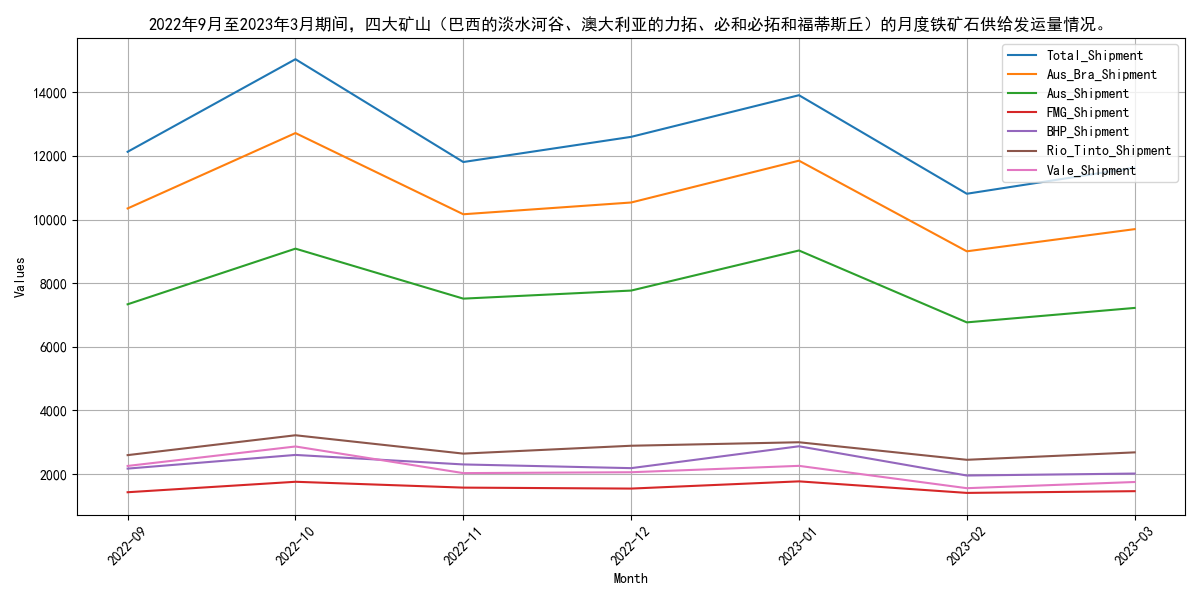 2022年9月至2023年3月期间，四大矿山（巴西的淡水河谷、澳大利亚的力拓、必和必拓和福蒂斯丘）的月度铁矿石供给发运量情况。
Total_Shipment
Aus_Bra_Shipment
Aus_Shipment
FMG_Shipment
BHP_Shipment
Rio_Tinto_Shipment
Vale_Shipment
14000
12000
10000
8000
6000
4000
2000
Values
2022-09
2022-10
2022-11
2022-12
2023-01
2023-02
2023-03
Month